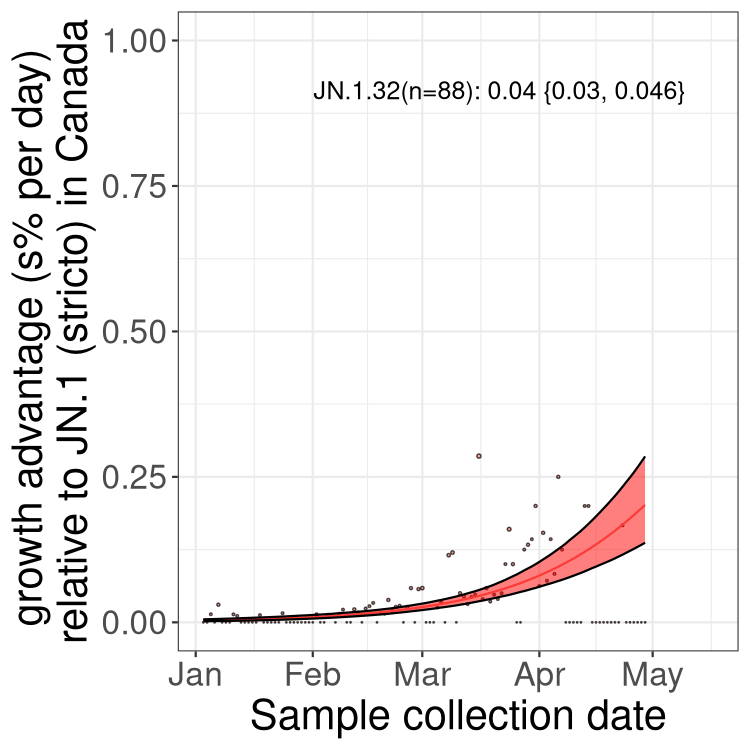 growth advantage (s% per day)
relative to JN.1 (stricto) in Canada
1.00
0.75
0.50
0.25
0.00
JN.1.32(n=88): 0.04 {0.03, 0.046}
Jan Feb Mar Apr May
Sample collection date